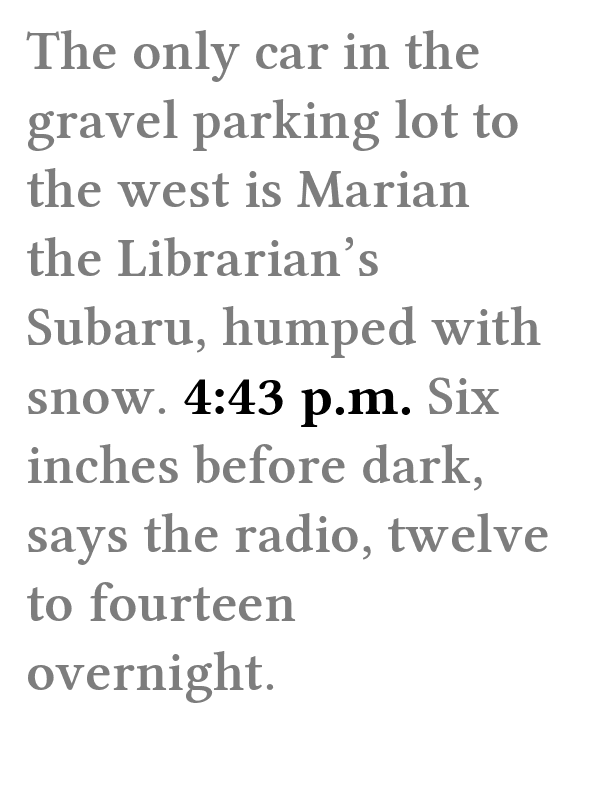 The only car in the
gravel parking lot to
the west is Marian
the Librarian’s
Subaru, humped with
snow. 4:43 p.m. Six
inches before dark,
says the radio, twelve
to fourteen
overnight.